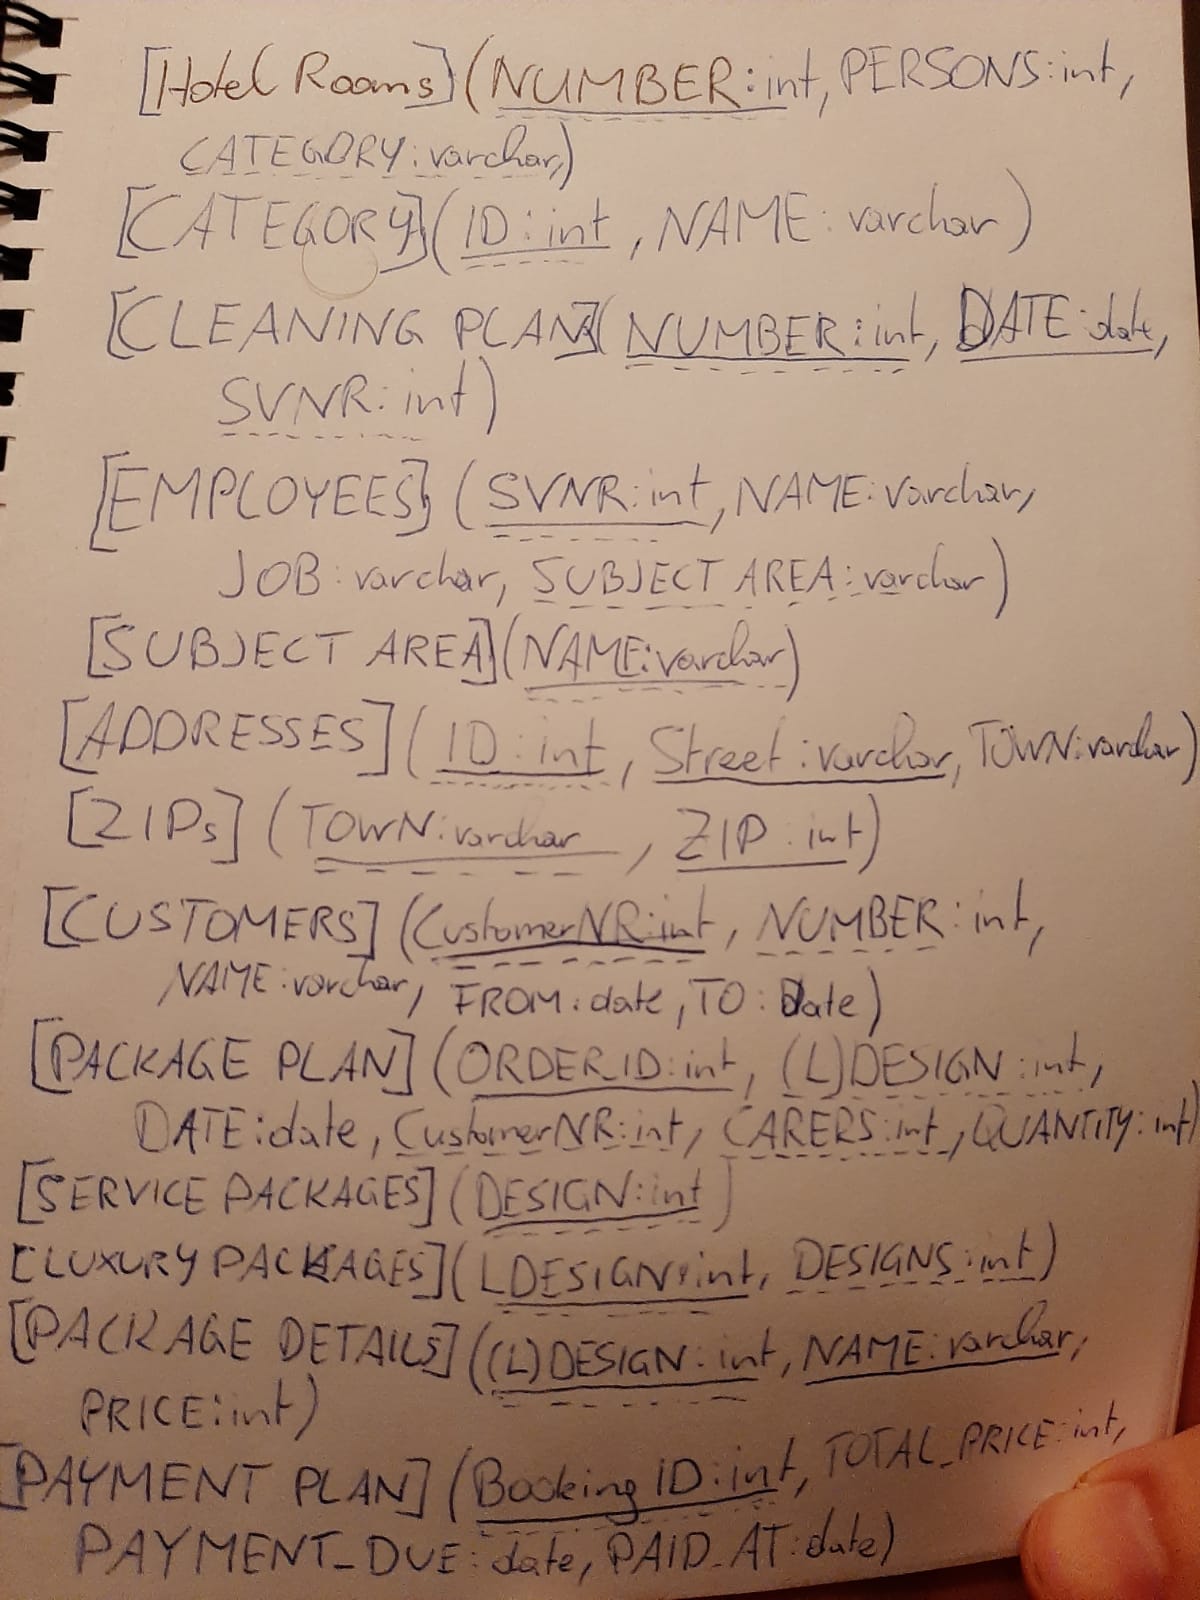 [Hotel Rooms](NUMBER:int, PERSONS:int,
CATEGORY:varchar,)
[CATEGORY](ID:int, NAME:varchar)
[CLEANING PLAN](NUMBER:int, DATE:date,
SVNR:int)
[EMPLOYEES](SVNR:int, NAME:varchar,
JOB:varchar, SUBJECT AREA:varchar)
[SUBJECT AREA](NAME:varchar)
[ADDRESSES](ID:int, Street:varchar, TOWN:varchar)
[ZIPs](TOWN:varchar, ZIP:int)
[CUSTOMERS](CustomerNR:int, NUMBER:int,
NAME:varchar, FROM:date, TO:Date)
[PACKAGE PLAN](ORDER_ID:int, (L)DESIGN:int,
DATE:date, CustomerNR:int, CARERS:int, QUANTITY:int)
[SERVICE PACKAGES](DESIGN:int)
[LUXURY PACKAGES](LDESIGN:int, DESIGNS:int)
[PACKAGE DETAILS]((L)DESIGN:int, NAME:varchar,
PRICE:int)
[PAYMENT PLAN](Booking ID:int, TOTAL_PRICE:int,
PAYMENT_DUE:date, PAID_AT:date)